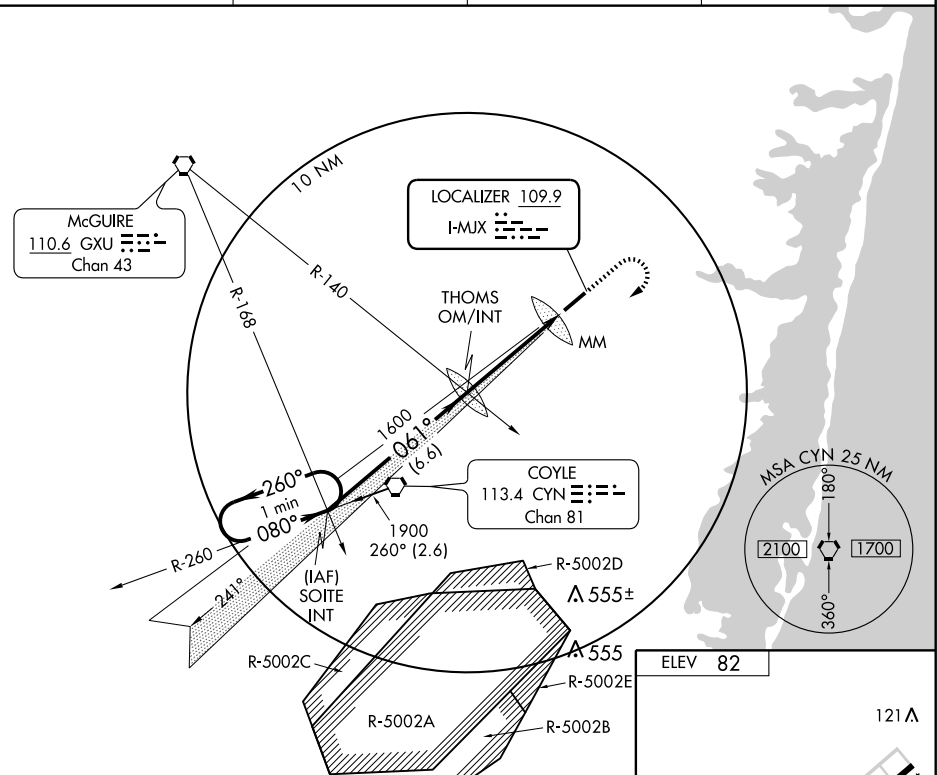 10 NM
McGUIRE
110.6 GXU
Chan 43
LOCALIZER 109.9
I-MJX
R-140
R-168
THOMS
OM/INT
MM
1600
061°
(6.6)
COYLE
113.4 CYN
Chan 81
260°
1 min
080°
1900
260° (2.6)
R-260
241°
(IAF)
SOITE
INT
MSA CYN 25 NM
180°
2100
1700
360°
R-5002D
555±
555
R-5002C
R-5002E
R-5002A
R-5002B
ELEV 82
121